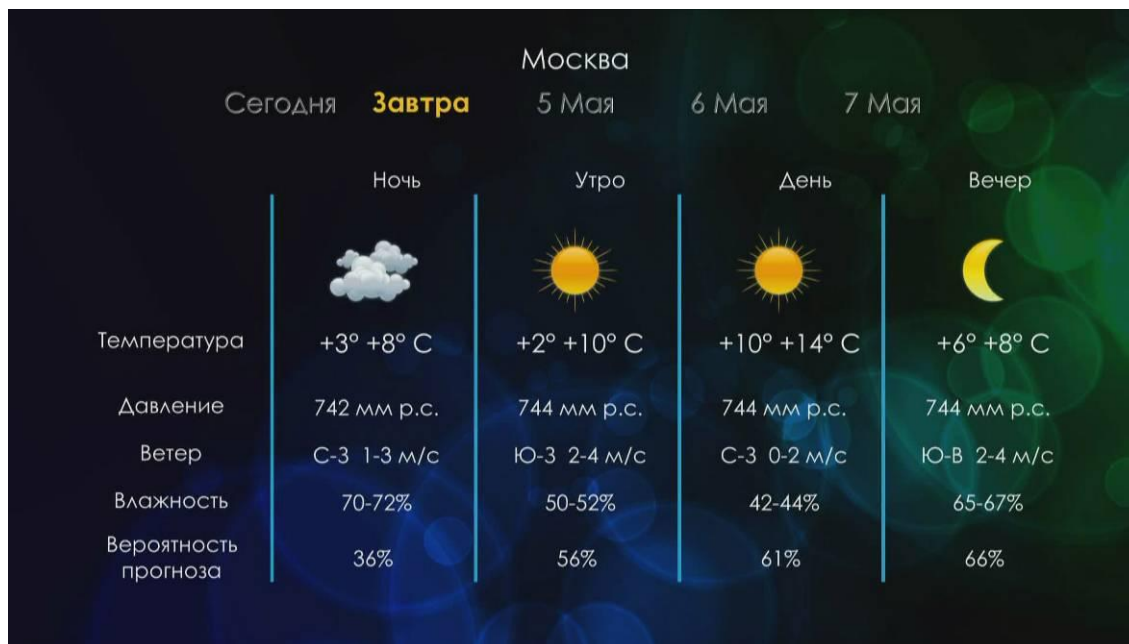 Москва
Сегодня Завтра 5 Мая 6 Мая 7 Мая
Ночь Утро День Вечер
Температура +3° +8° С +2° +10° С +10° +14° С +6° +8° С
Давление 742 мм р.с. 744 мм р.с. 744 мм р.с. 744 мм р.с.
Ветер С-З 1-3 м/с Ю-З 2-4 м/с С-З 0-2 м/с Ю-В 2-4 м/с
Влажность 70-72% 50-52% 42-44% 65-67%
Вероятность
прогноза 36% 56% 61% 66%